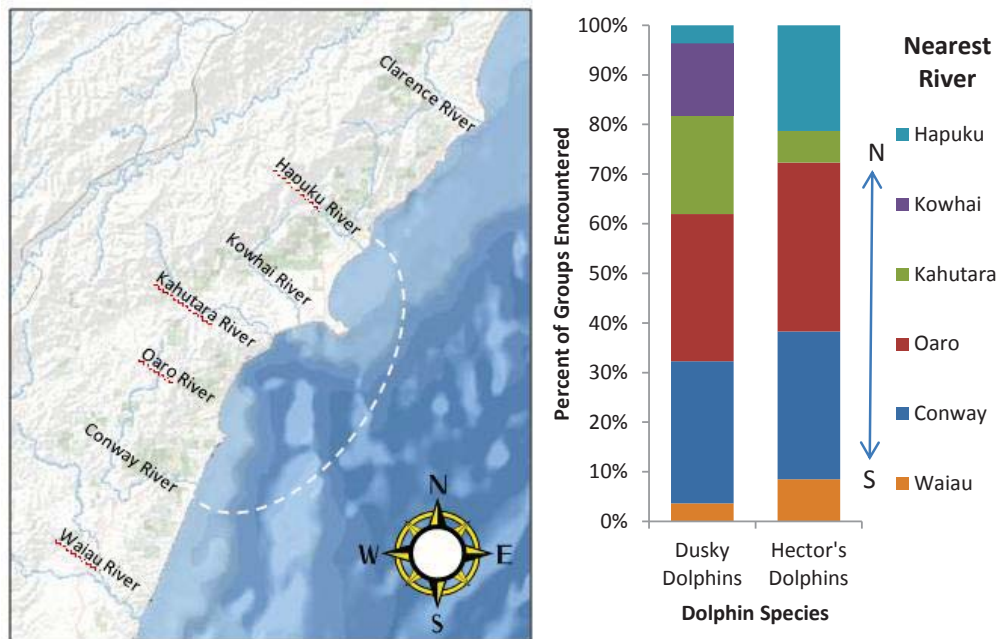 Clarence River
Hapuku River
Kowhai River
Kahutara River
Oaro River
Conway River
Waiau River
N
W E
S
Percent of Groups Encountered
100%
90%
80%
70%
60%
50%
40%
30%
20%
10%
0%
Dusky
Dolphins
Hector's
Dolphins
Dolphin Species
Nearest
River
Hapuku
N
Kowhai
Kahutara
Oaro
Conway
S
Waiau